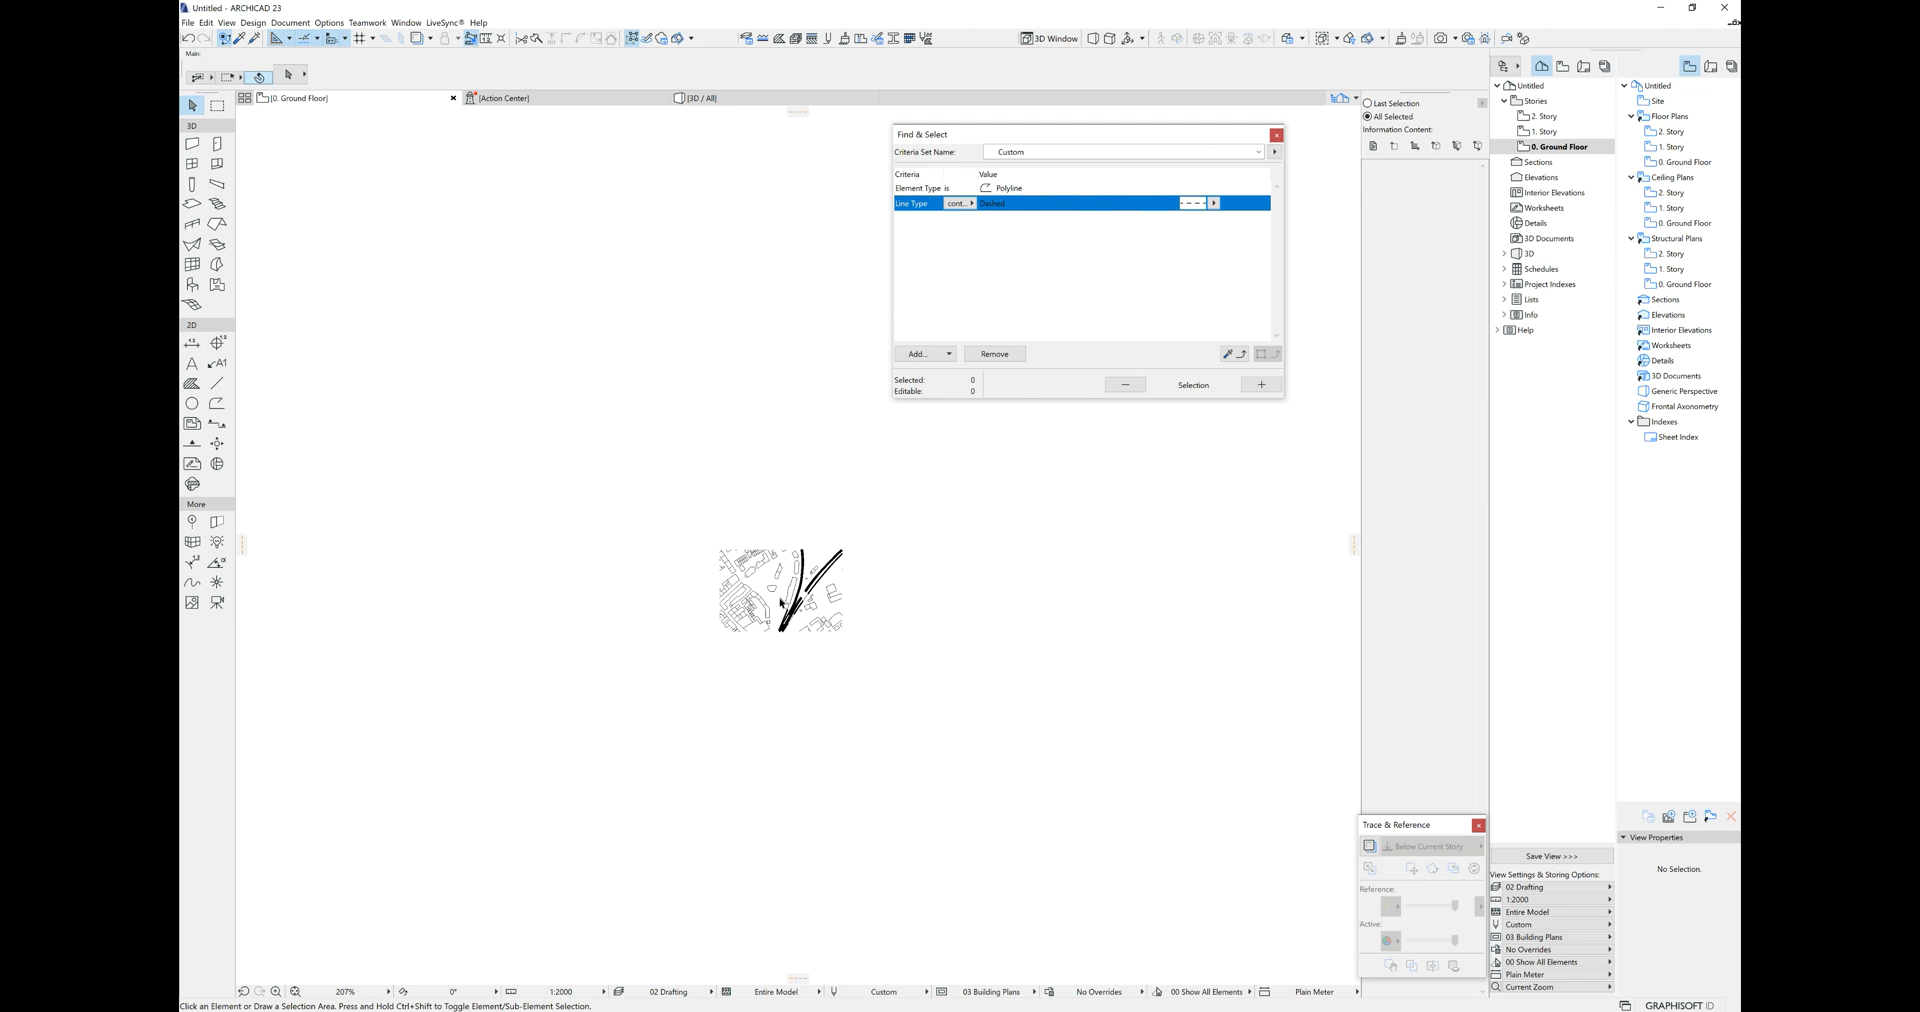 Untitled - ARCHICAD 23
File Edit View Design Document Options Teamwork Window LiveSync® Help
3D Window
Main:
[0. Ground Floor]
[Action Center]
[3D / All]
3D
2D
More
Find & Select
Criteria Set Name: Custom
Criteria Value
Element Type is Polyline
Line Type cont... Dashed
Add... Remove
Selected: 0
Editable: 0
Selection
Last Selection
All Selected
Information Content:
Untitled
Stories
2. Story
1. Story
0. Ground Floor
Sections
Elevations
Interior Elevations
Worksheets
Details
3D Documents
3D
Schedules
Project Indexes
Lists
Info
Help
Untitled
Site
Floor Plans
2. Story
1. Story
0. Ground Floor
Ceiling Plans
2. Story
1. Story
0. Ground Floor
Structural Plans
2. Story
1. Story
0. Ground Floor
Sections
Elevations
Interior Elevations
Worksheets
Details
3D Documents
Generic Perspective
Frontal Axonometry
Indexes
Sheet Index
Trace & Reference
Below Current Story
Reference:
Active:
View Properties
No Selection.
Save View >>>
View Settings & Storing Options:
02 Drafting
1:2000
Entire Model
Custom
03 Building Plans
No Overrides
00 Show All Elements
Plain Meter
Current Zoom
207% 0° 1:2000 02 Drafting Entire Model Custom 03 Building Plans No Overrides 00 Show All Elements Plain Meter
Click an Element or Draw a Selection Area. Press and Hold Ctrl+Shift to Toggle Element/Sub-Element Selection.
GRAPHISOFT ID